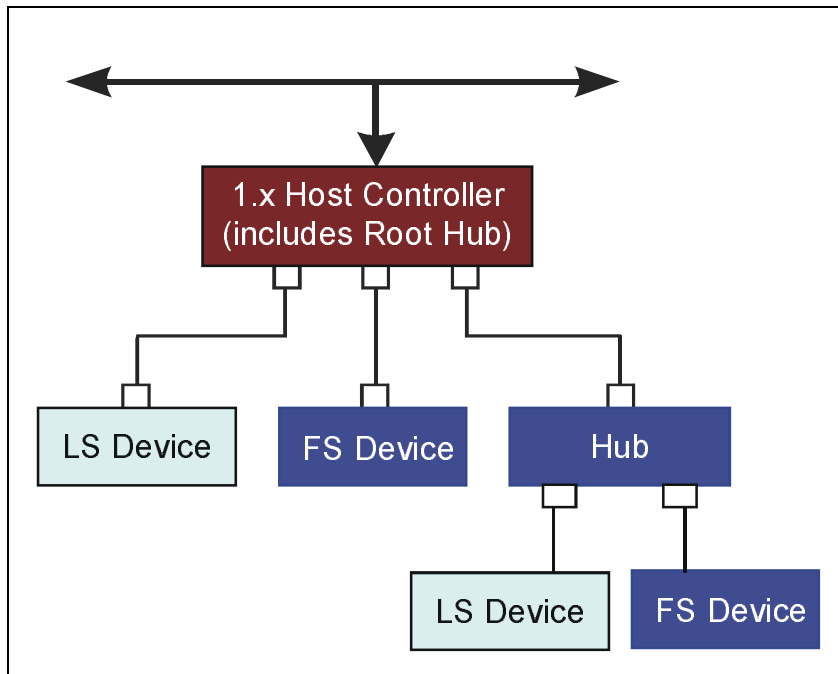 1.x Host Controller
(includes Root Hub)
LS Device
FS Device
Hub
LS Device
FS Device